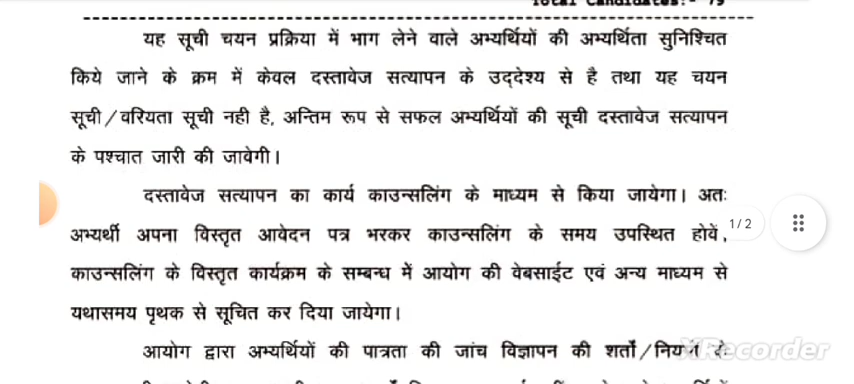 Total Candidates:- 79
यह सूची चयन प्रक्रिया में भाग लेने वाले अभ्यर्थियों की अभ्यर्थिता सुनिश्चित
किये जाने के क्रम में केवल दस्तावेज सत्यापन के उद्देश्य से है तथा यह चयन
सूची/वरियता सूची नही है, अन्तिम रूप से सफल अभ्यर्थियों की सूची दस्तावेज सत्यापन
के पश्चात जारी की जावेगी।
दस्तावेज सत्यापन का कार्य काउन्सलिंग के माध्यम से किया जायेगा। अतः
अभ्यर्थी अपना विस्तृत आवेदन पत्र भरकर काउन्सलिंग के समय उपस्थित होवें,
1/2
काउन्सलिंग के विस्तृत कार्यक्रम के सम्बन्ध में आयोग की वेबसाईट एवं अन्य माध्यम से
यथासमय पृथक से सूचित कर दिया जायेगा।
आयोग द्वारा अभ्यर्थियों की पात्रता की जांच विज्ञापन की शर्तों/नियमों
XRecorder